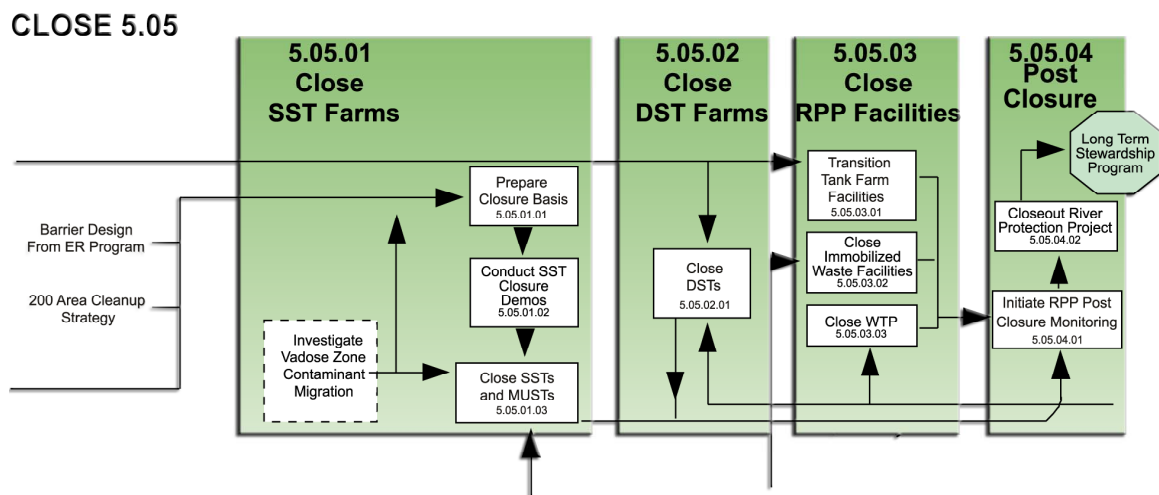 CLOSE 5.05
5.05.01
Close
SST Farms
5.05.02
Close
DST Farms
5.05.03
Close
RPP Facilities
5.05.04
Post
Closure
Barrier Design
From ER Program
200 Area Cleanup
Strategy
Investigate
Vadose Zone
Contaminant
Migration
Prepare
Closure Basis
5.05.01.01
Conduct SST
Closure
Demos
5.05.01.02
Close SSTs
and MUSTs
5.05.01.03
Close
DSTs
5.05.02.01
Transition
Tank Farm
Facilities
5.05.03.01
Close
Immobilized
Waste Facilities
5.05.03.02
Close WTP
5.05.03.03
Long Term
Stewardship
Program
Closeout River
Protection Project
5.05.04.02
Initiate RPP Post
Closure Monitoring
5.05.04.01